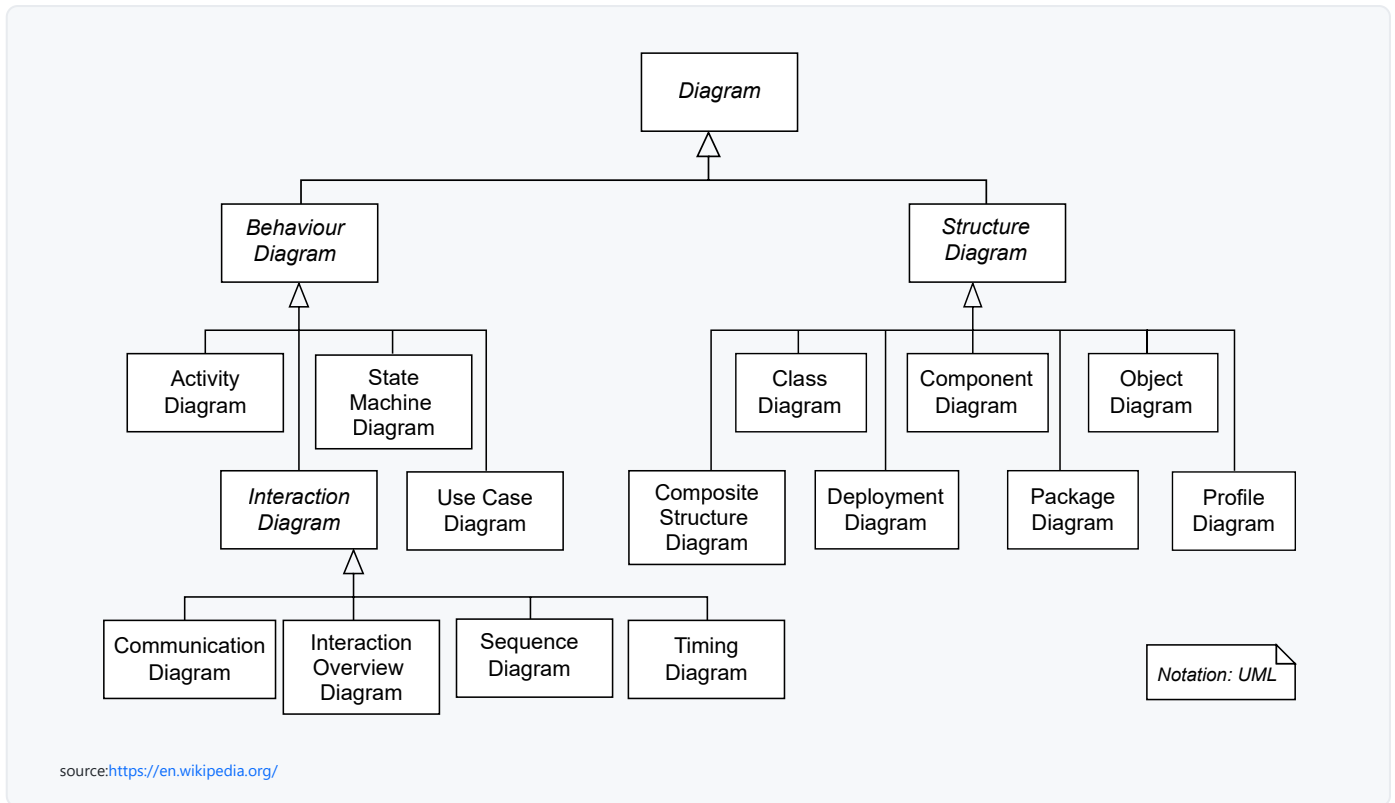 Diagram
Behaviour
Diagram
Structure
Diagram
Activity
Diagram
State
Machine
Diagram
Class
Diagram
Component
Diagram
Object
Diagram
Interaction
Diagram
Use Case
Diagram
Composite
Structure
Diagram
Deployment
Diagram
Package
Diagram
Profile
Diagram
Communication
Diagram
Interaction
Overview
Diagram
Sequence
Diagram
Timing
Diagram
Notation: UML
source:https://en.wikipedia.org/